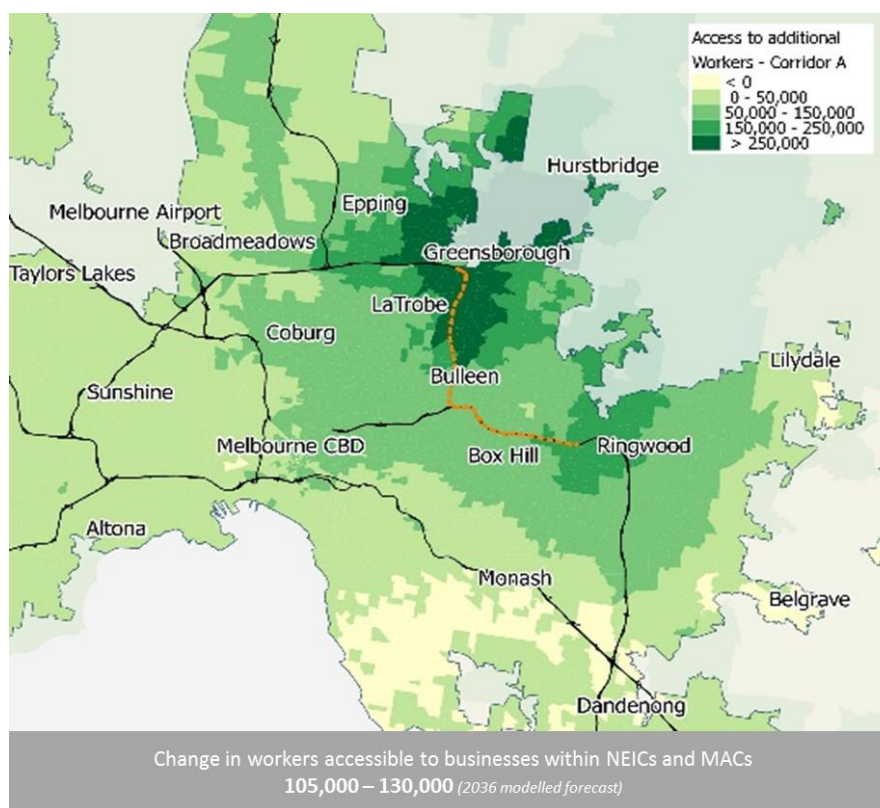 Access to additional
Workers - Corridor A
< 0
0 - 50,000
50,000 - 150,000
150,000 - 250,000
> 250,000
Hurstbridge
Epping
Melbourne Airport
Broadmeadows
Greensborough
Taylors Lakes
LaTrobe
Coburg
Lilydale
Bulleen
Sunshine
Melbourne CBD
Box Hill
Ringwood
Altona
Monash
Belgrave
Dandenong
Change in workers accessible to businesses within NEICs and MACs
105,000 – 130,000 (2036 modelled forecast)